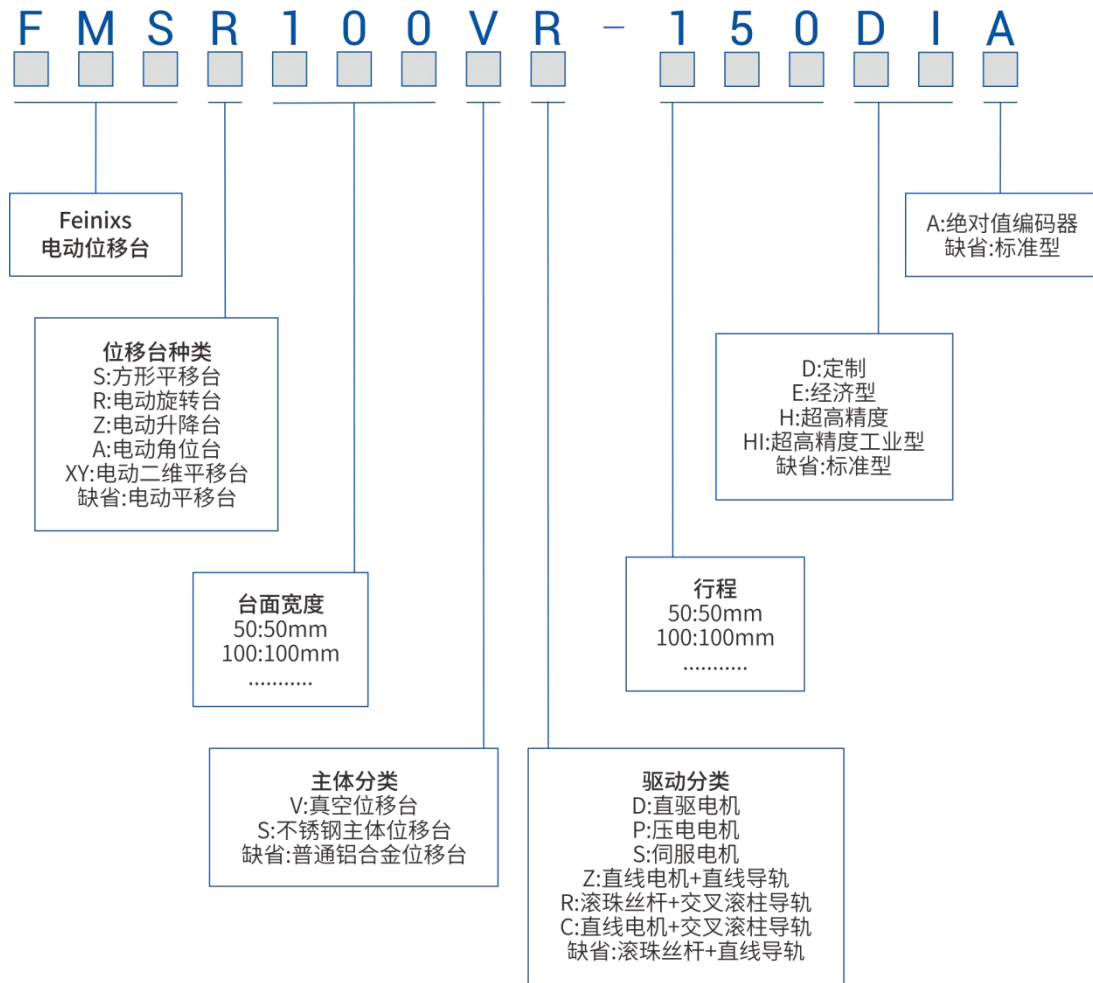 FMSR100VR-150DIA
Feinixs
电动位移台
A:绝对值编码器
缺省:标准型
位移台种类
S:方形平移台
R:电动旋转台
Z:电动升降台
A:电动角位台
XY:电动二维平移台
缺省:电动平移台
D:定制
E:经济型
H:超高精度
HI:超高精度工业型
缺省:标准型
台面宽度
50:50mm
100:100mm
...........
行程
50:50mm
100:100mm
...........
主体分类
V:真空位移台
S:不锈钢主体位移台
缺省:普通铝合金位移台
驱动分类
D:直驱电机
P:压电电机
S:伺服电机
Z:直线电机+直线导轨
R:滚珠丝杆+交叉滚柱导轨
C:直线电机+交叉滚柱导轨
缺省:滚珠丝杆+直线导轨